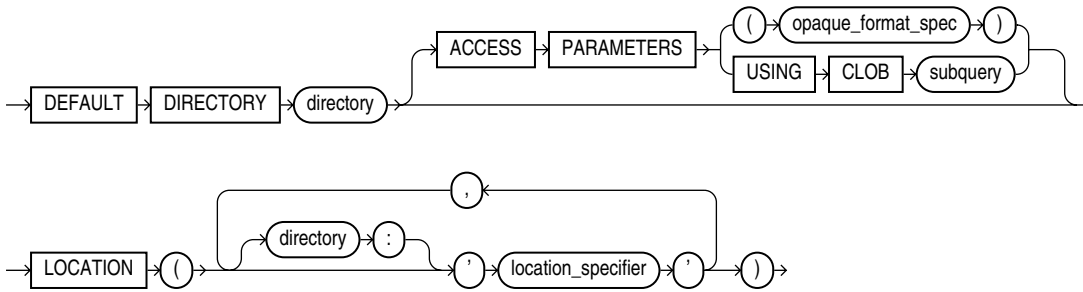 ( opaque_format_spec )
ACCESS PARAMETERS
USING CLOB subquery
DEFAULT DIRECTORY directory
,
directory :
LOCATION ( ' location_specifier ' )